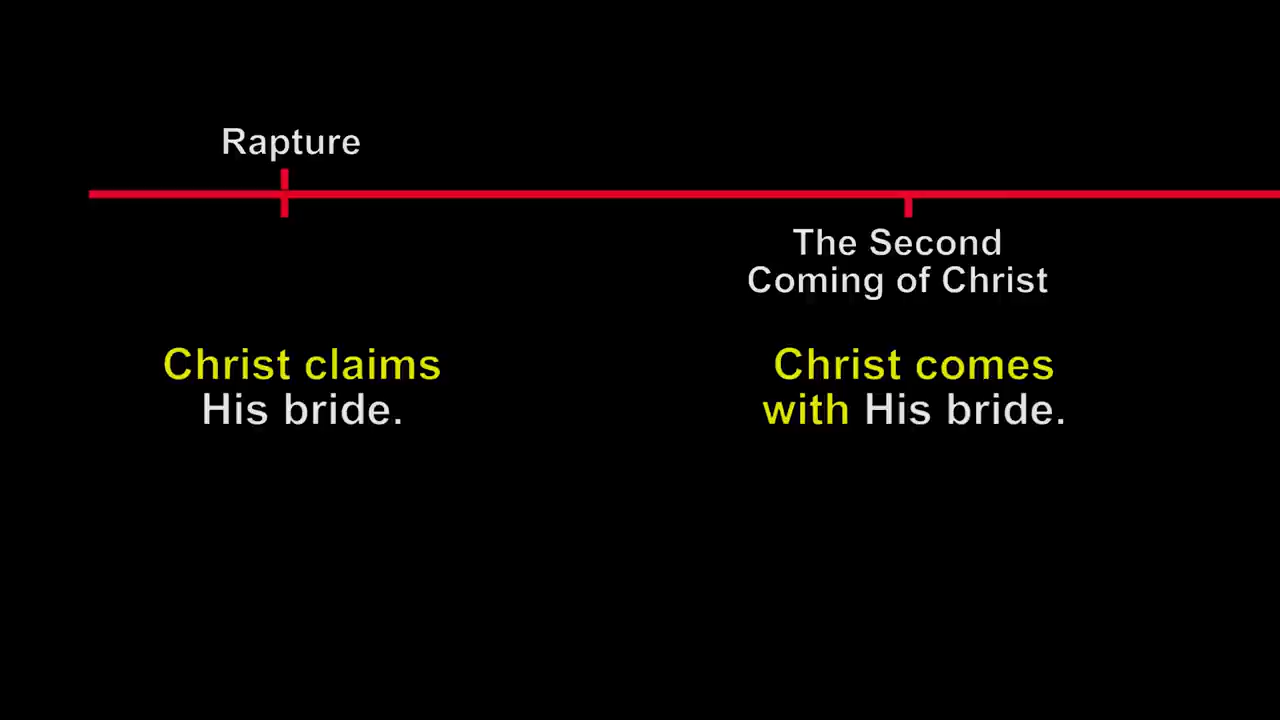 Rapture
The Second
Coming of Christ
Christ claims
His bride.
Christ comes
with His bride.